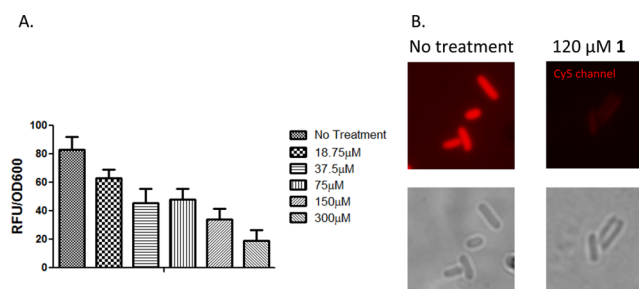 A.
B.
No treatment
120 µM 1
Cy5 channel
RFU/OD600
100
80
60
40
20
0
No Treatment
18.75µM
37.5µM
75µM
150µM
300µM